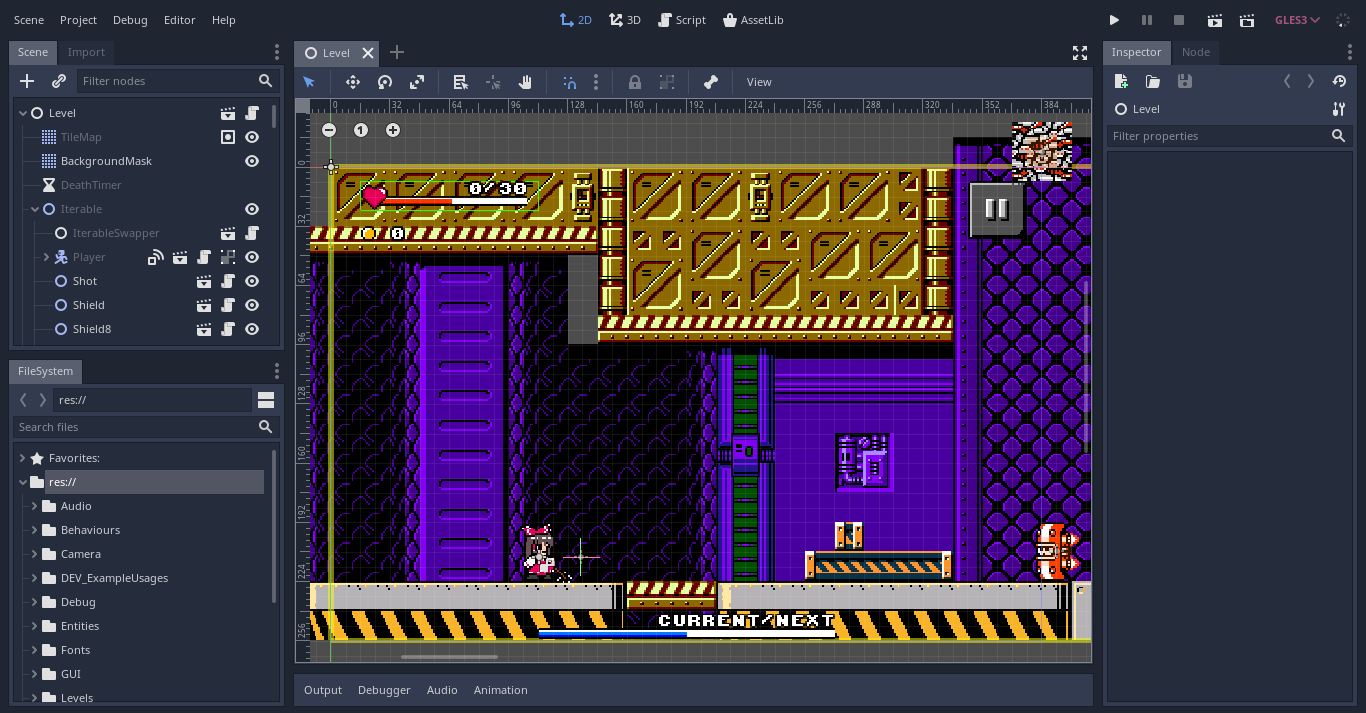 Scene Project Debug Editor Help 2D 3D Script AssetLib GLES3
Scene Import Level Inspector Node
Filter nodes View
0 32 64 96 128 160 192 224 256 288 320 352 384
Level
TileMap
BackgroundMask
DeathTimer
Iterable
IterableSwapper
Player
Shot
Shield
Shield8
1
0 32 64 96 128 160 192 224 256
0/30
0
CURRENT/NEXT
FileSystem
res://
Search files
Favorites:
res://
Audio
Behaviours
Camera
DEV_ExampleUsages
Debug
Entities
Fonts
GUI
Levels
Output Debugger Audio Animation
Level
Filter properties